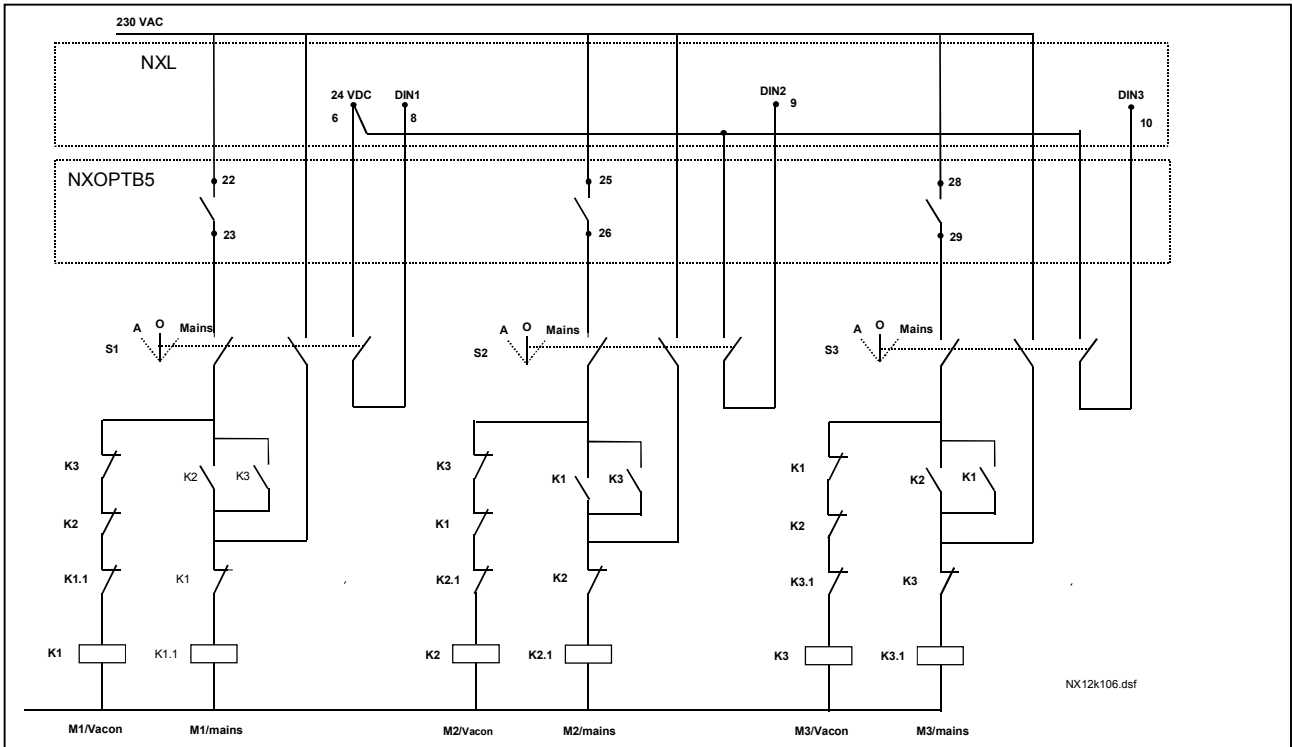 230 VAC
NXL
24 VDC DIN1 DIN2 DIN3
6 8 9 10
NXOPTB5
22 25 28
23 26 29
A O Mains A O Mains A O Mains
S1 S2 S3
K3 K2 K3 K3 K1 K3 K1 K2 K1
K2 K1 K2
K1.1 K1 K2.1 K2 K3.1 K3
K1 K1.1 K2 K2.1 K3 K3.1
NX12k106.dsf
M1/Vacon M1/mains M2/Vacon M2/mains M3/Vacon M3/mains